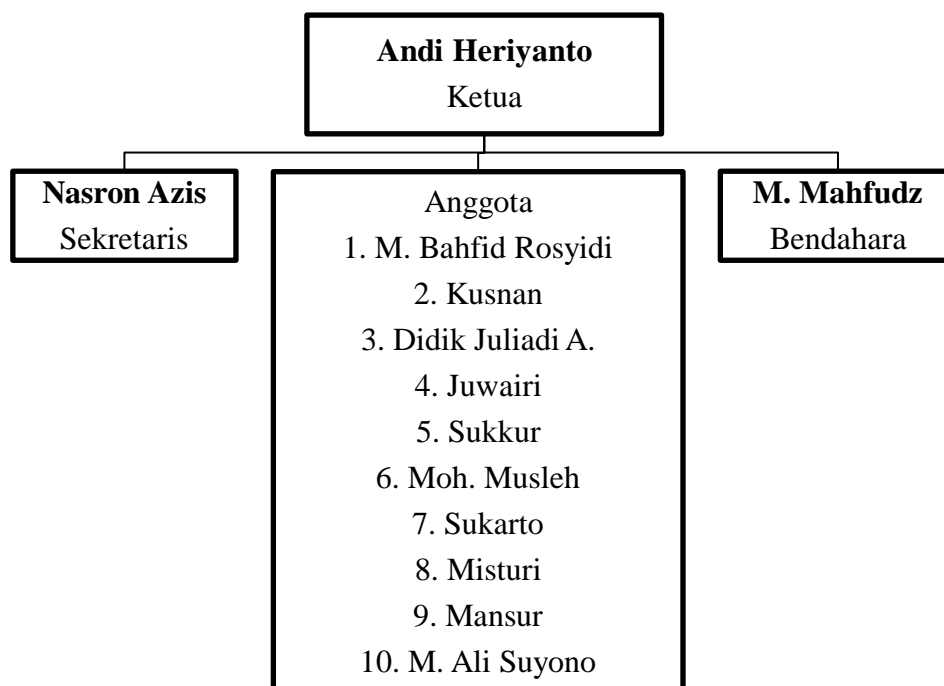 Andi Heriyanto
Ketua
Nasron Azis
Sekretaris
Anggota
1. M. Bahfid Rosyidi
2. Kusnan
3. Didik Juliadi A.
4. Juwairi
5. Sukkur
6. Moh. Musleh
7. Sukarto
8. Misturi
9. Mansur
10. M. Ali Suyono
M. Mahfudz
Bendahara